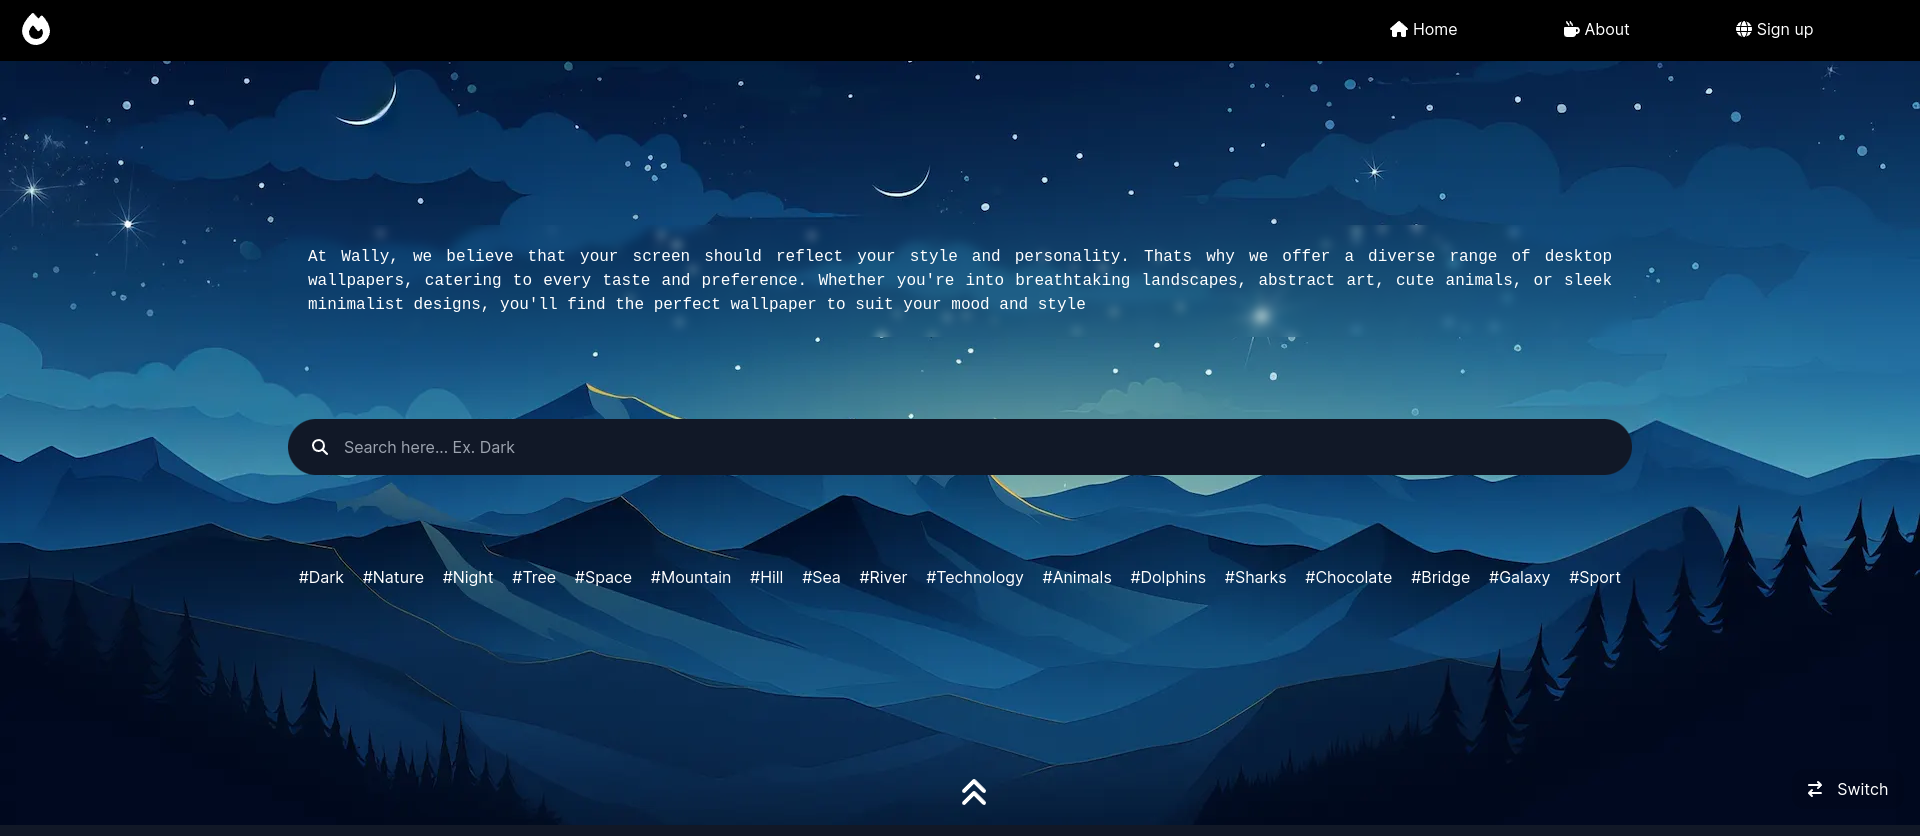 Home About Sign up
At Wally, we believe that your screen should reflect your style and personality. Thats why we offer a diverse range of desktop
wallpapers, catering to every taste and preference. Whether you're into breathtaking landscapes, abstract art, cute animals, or sleek
minimalist designs, you'll find the perfect wallpaper to suit your mood and style
Search here... Ex. Dark
#Dark #Nature #Night #Tree #Space #Mountain #Hill #Sea #River #Technology #Animals #Dolphins #Sharks #Chocolate #Bridge #Galaxy #Sport
Switch